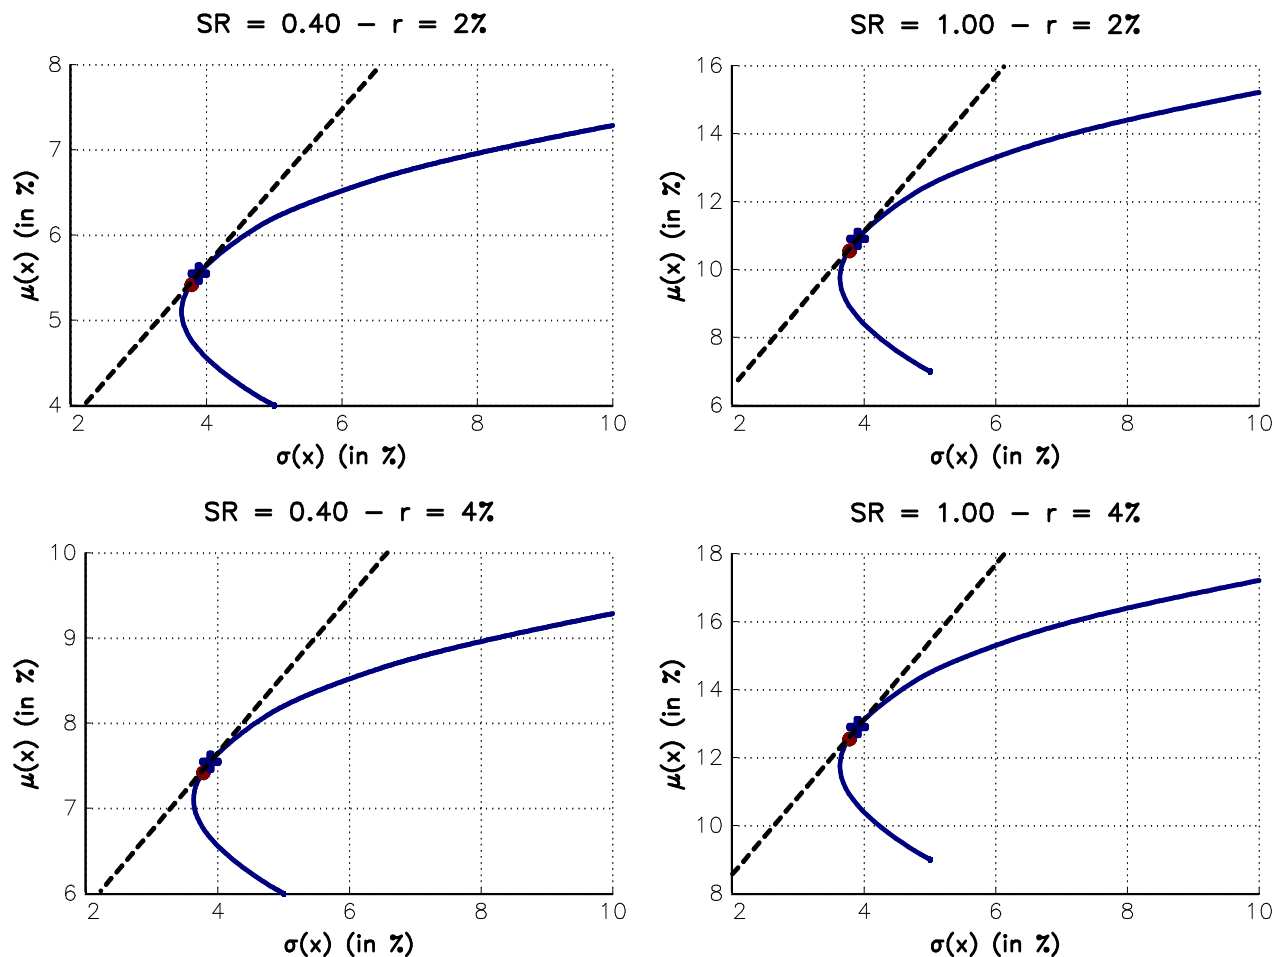 SR = 0.40 − r = 2%
8
7
6
5
4
μ(x) (in %)
2 4 6 8 10
σ(x) (in %)
SR = 1.00 − r = 2%
16
14
12
10
8
6
μ(x) (in %)
2 4 6 8 10
σ(x) (in %)
SR = 0.40 − r = 4%
10
9
8
7
6
μ(x) (in %)
2 4 6 8 10
σ(x) (in %)
SR = 1.00 − r = 4%
18
16
14
12
10
8
μ(x) (in %)
2 4 6 8 10
σ(x) (in %)